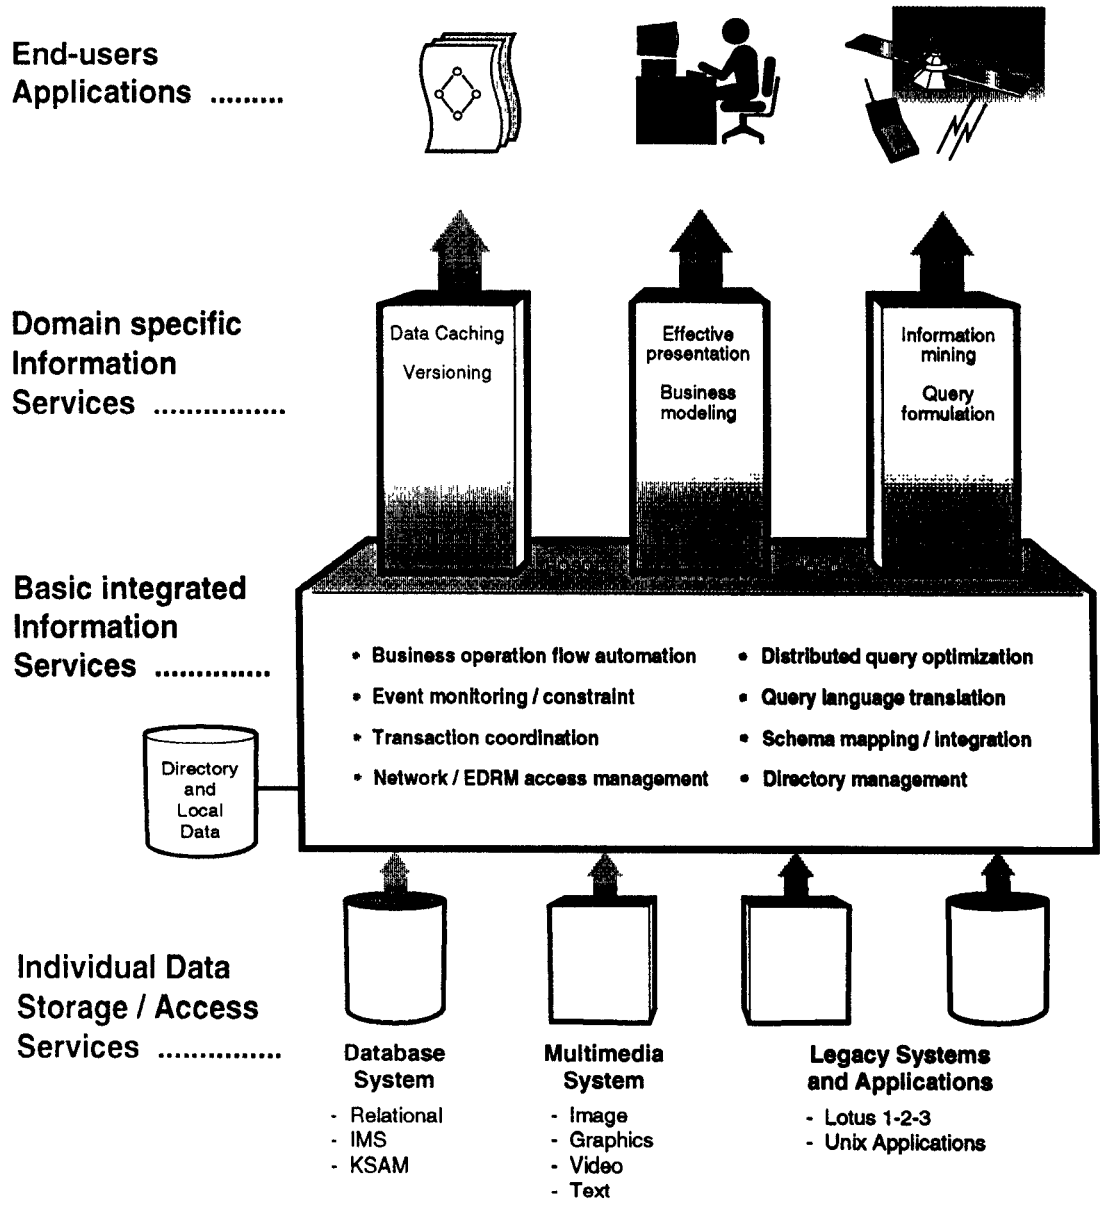 End-users
Applications .........
Domain specific
Information
Services .................
Data Caching
Versioning
Effective
presentation
Business
modeling
Information
mining
Query
formulation
Basic integrated
Information
Services ...............
• Business operation flow automation
• Event monitoring / constraint
• Transaction coordination
• Network / EDRM access management
• Distributed query optimization
• Query language translation
• Schema mapping / integration
• Directory management
Directory
and
Local
Data
Individual Data
Storage / Access
Services ................
Database
System
- Relational
- IMS
- KSAM
Multimedia
System
- Image
- Graphics
- Video
- Text
Legacy Systems
and Applications
- Lotus 1-2-3
- Unix Applications